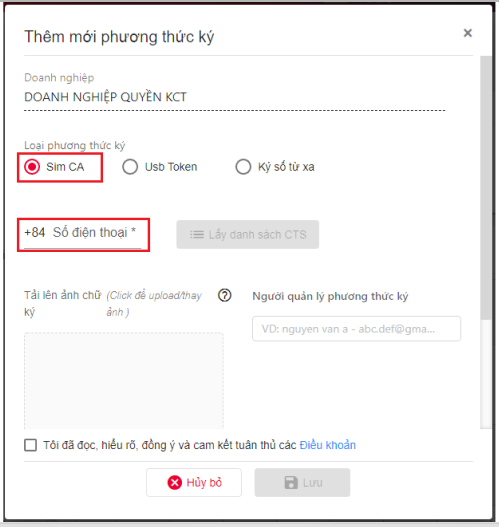 Thêm mới phương thức ký
Doanh nghiệp
DOANH NGHIỆP QUYỀN KCT
Loại phương thức ký
Sim CA
Usb Token
Ký số từ xa
+84 Số điện thoại *
Lấy danh sách CTS
Tải lên ảnh chữ (Click để upload/thay
ký ảnh )
Người quản lý phương thức ký
VD: nguyen van a - abc.def@gma...
Tôi đã đọc, hiểu rõ, đồng ý và cam kết tuân thủ các Điều khoản
Hủy bỏ
Lưu